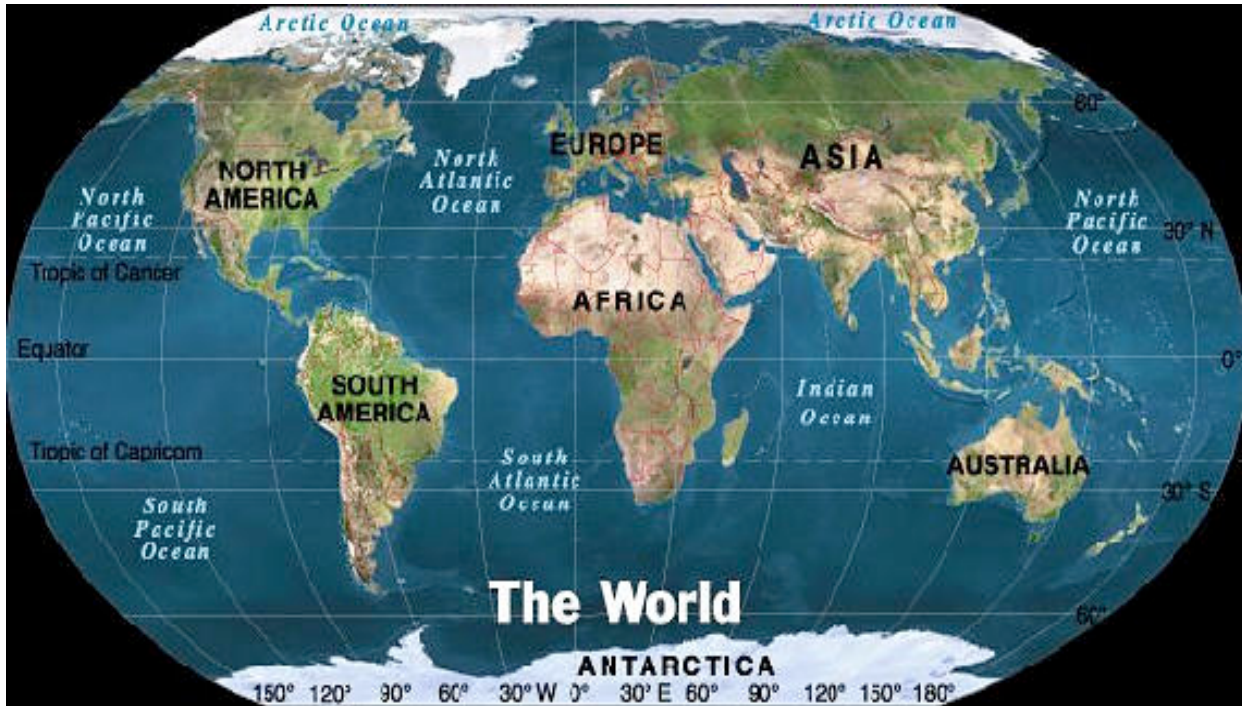 Arctic Ocean
Arctic Ocean
60°
EUROPE
ASIA
NORTH
AMERICA
North
Atlantic
Ocean
North
Pacific
Ocean
North
Pacific
Ocean
30° N
Tropic of Cancer
AFRICA
Equator
0°
SOUTH
AMERICA
Indian
Ocean
Tropic of Capricorn
South
Atlantic
Ocean
AUSTRALIA
30° S
South
Pacific
Ocean
The World
60°
ANTARCTICA
150° 120° 90° 60° 30° W 0° 30° E 60° 90° 120° 150° 180°